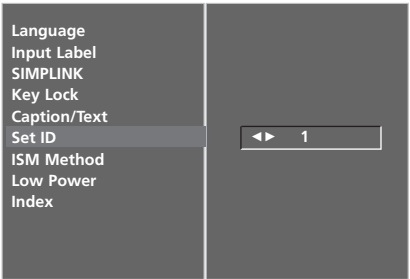 Language
Input Label
SIMPLINK
Key Lock
Caption/Text
Set ID
◄► 1
ISM Method
Low Power
Index